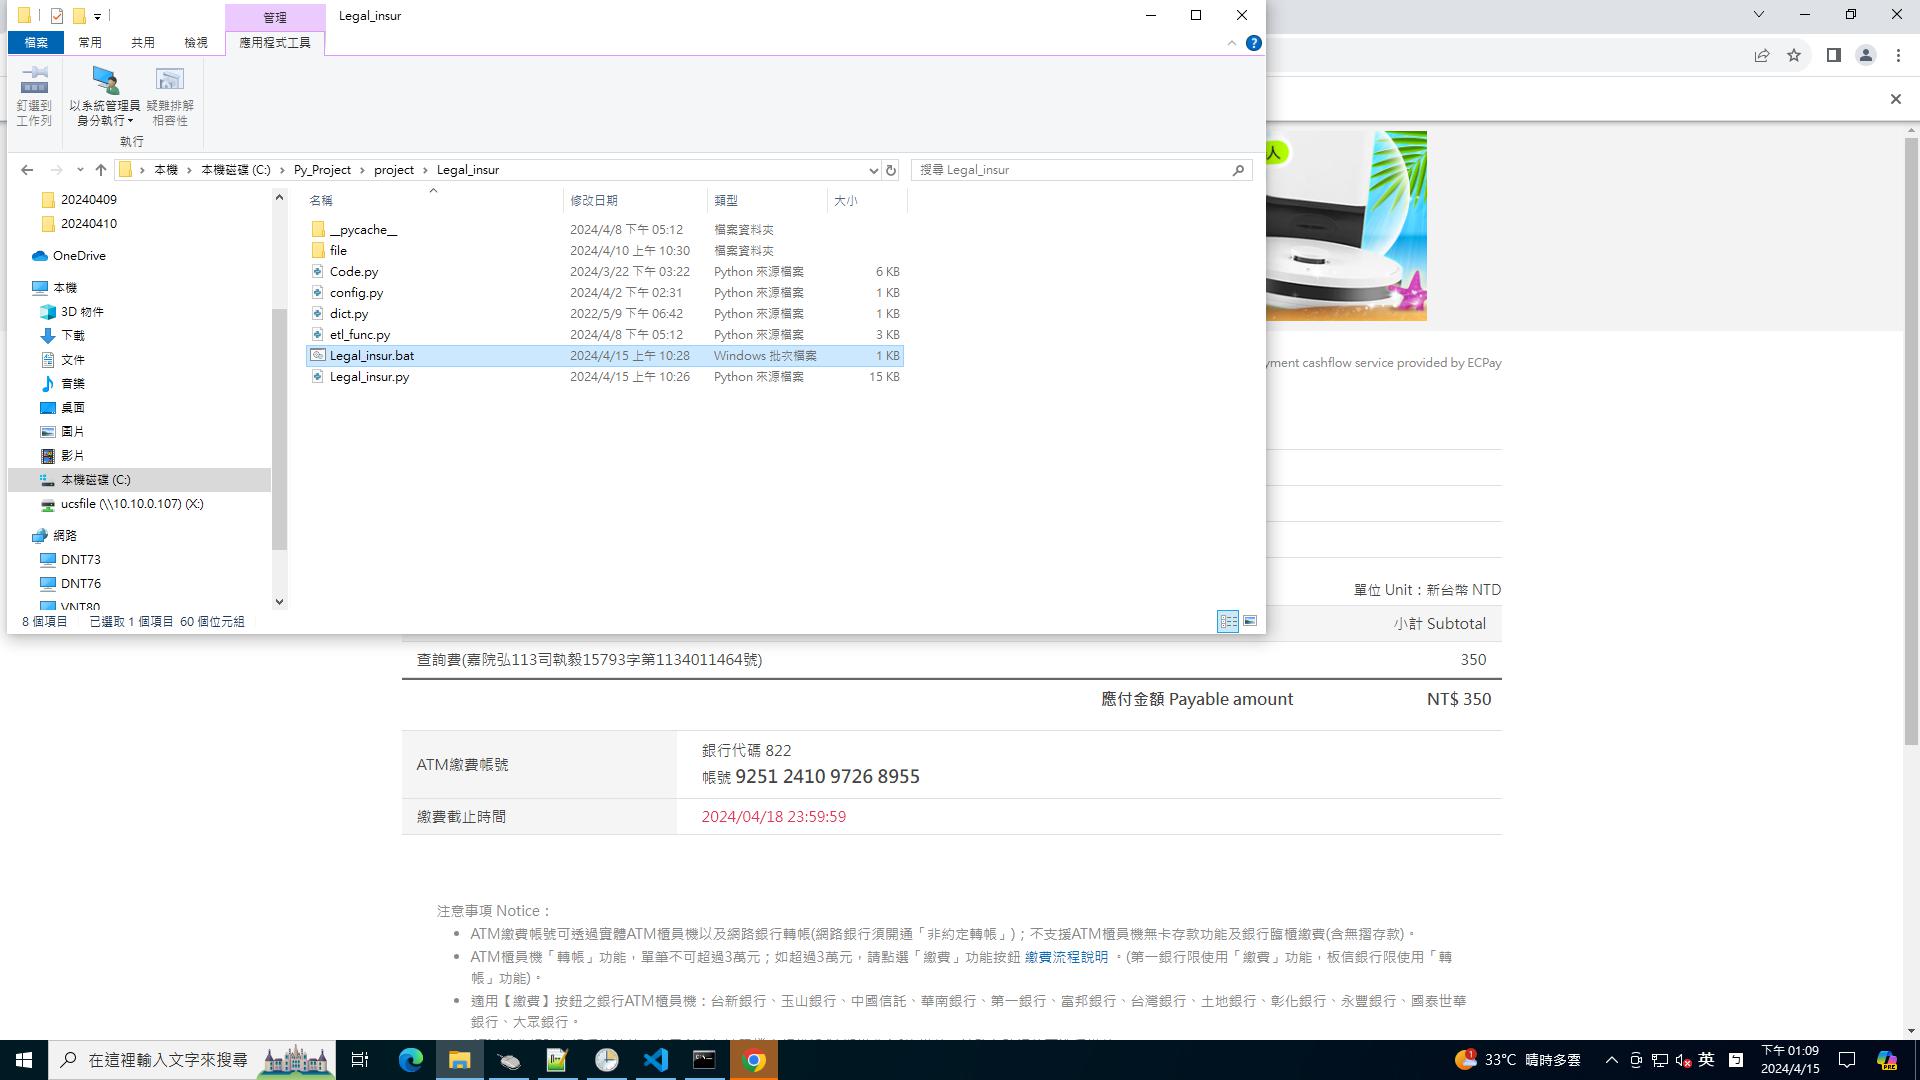 管理
Legal_insur
檔案
常用
共用
檢視
應用程式工具
釘選到
工作列
以系統管理員
身分執行
疑難排解
相容性
執行
本機 › 本機磁碟 (C:) › Py_Project › project › Legal_insur
搜尋 Legal_insur
20240409
20240410
OneDrive
本機
3D 物件
下載
文件
音樂
桌面
圖片
影片
本機磁碟 (C:)
ucsfile (\\10.10.0.107) (X:)
網路
DNT73
DNT76
VNT80
名稱 修改日期 類型 大小
__pycache__ 2024/4/8 下午 05:12 檔案資料夾
file 2024/4/10 上午 10:30 檔案資料夾
Code.py 2024/3/22 下午 03:22 Python 來源檔案 6 KB
config.py 2024/4/2 下午 02:31 Python 來源檔案 1 KB
dict.py 2022/5/9 下午 06:42 Python 來源檔案 1 KB
etl_func.py 2024/4/8 下午 05:12 Python 來源檔案 3 KB
Legal_insur.bat 2024/4/15 上午 10:28 Windows 批次檔案 1 KB
Legal_insur.py 2024/4/15 上午 10:26 Python 來源檔案 15 KB
8 個項目 已選取 1 個項目 60 個位元組
人
yment cashflow service provided by ECPay
單位 Unit：新台幣 NTD
小計 Subtotal
查詢費(嘉院弘113司執毅15793字第1134011464號) 350
應付金額 Payable amount NT$ 350
ATM繳費帳號
銀行代碼 822
帳號 9251 2410 9726 8955
繳費截止時間 2024/04/18 23:59:59
注意事項 Notice：
ATM繳費帳號可透過實體ATM櫃員機以及網路銀行轉帳(網路銀行須開通「非約定轉帳」)；不支援ATM櫃員機無卡存款功能及銀行臨櫃繳費(含無摺存款)。
ATM櫃員機「轉帳」功能，單筆不可超過3萬元；如超過3萬元，請點選「繳費」功能按鈕 繳費流程說明 。(第一銀行限使用「繳費」功能，板信銀行限使用「轉
帳」功能)。
適用【繳費】按鈕之銀行ATM櫃員機：台新銀行、玉山銀行、中國信託、華南銀行、第一銀行、富邦銀行、台灣銀行、土地銀行、彰化銀行、永豐銀行、國泰世華
銀行、大眾銀行。
在這裡輸入文字來搜尋
1
33°C 晴時多雲
英
下午 01:09
2024/4/15
PRE